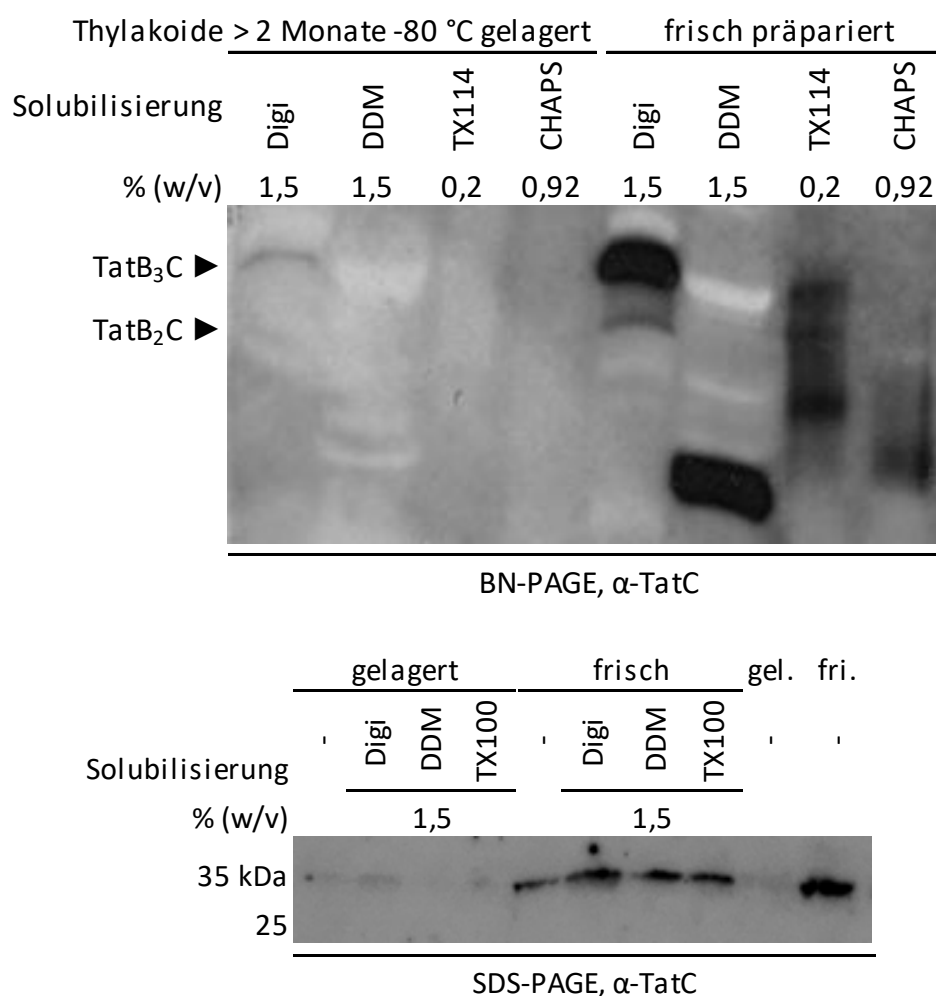 Thylakoide > 2 Monate -80 °C gelagert frisch präpariert
Solubilisierung Digi DDM TX114 CHAPS Digi DDM TX114 CHAPS
% (w/v) 1,5 1,5 0,2 0,92 1,5 1,5 0,2 0,92
TatB₃C ►
TatB₂C ►
BN-PAGE, α-TatC
gelagert frisch gel. fri.
Solubilisierung - Digi DDM TX100 - Digi DDM TX100 - -
% (w/v) 1,5 1,5
35 kDa
25
SDS-PAGE, α-TatC